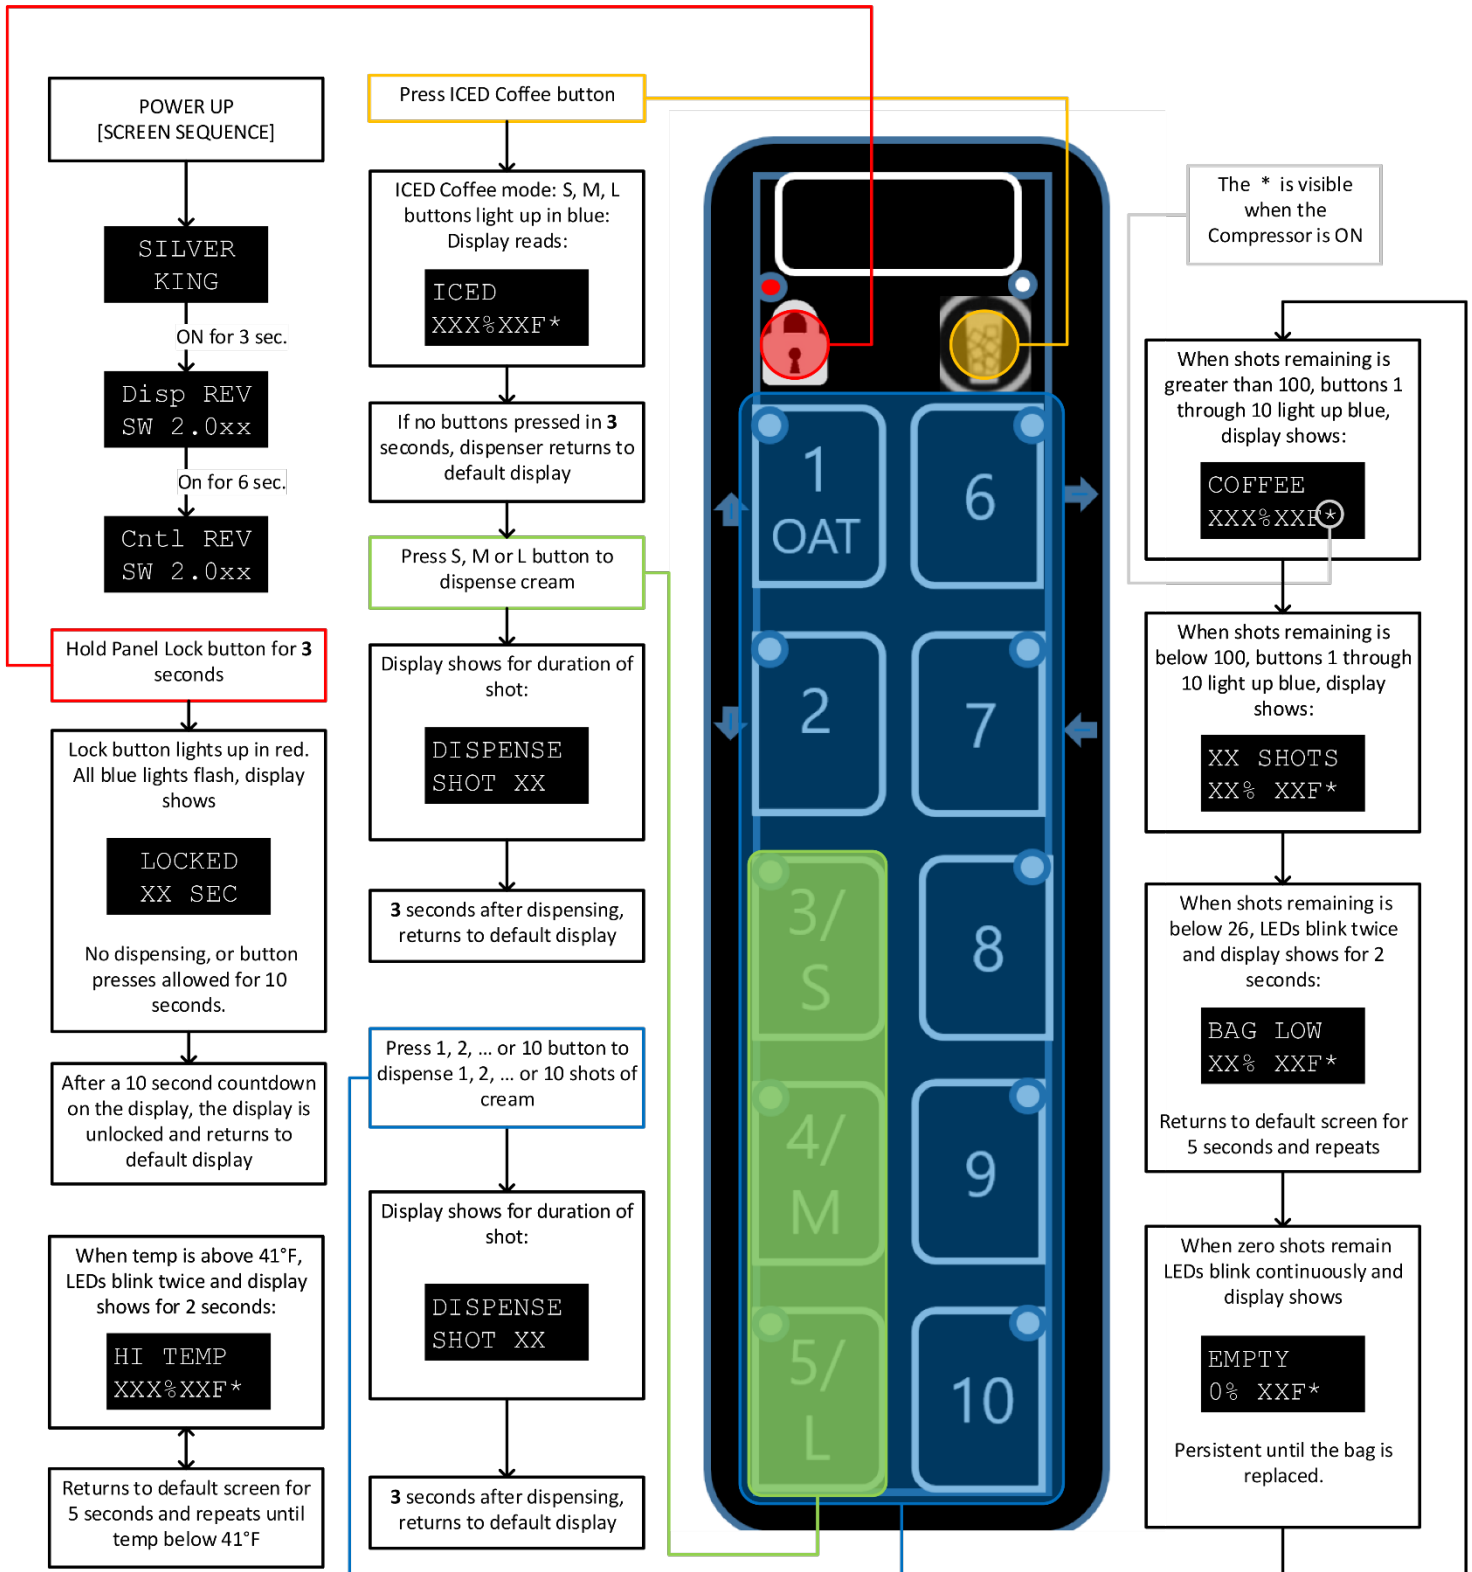 POWER UP
[SCREEN SEQUENCE]
SILVER
KING
ON for 3 sec.
Disp REV
SW 2.0xx
On for 6 sec.
Cntl REV
SW 2.0xx
Hold Panel Lock button for 3
seconds
Lock button lights up in red.
All blue lights flash, display
shows
LOCKED
XX SEC
No dispensing, or button
presses allowed for 10
seconds.
After a 10 second countdown
on the display, the display is
unlocked and returns to
default display
When temp is above 41°F,
LEDs blink twice and display
shows for 2 seconds:
HI TEMP
XXX%XXF*
Returns to default screen for
5 seconds and repeats until
temp below 41°F
Press ICED Coffee button
ICED Coffee mode: S, M, L
buttons light up in blue:
Display reads:
ICED
XXX%XXF*
If no buttons pressed in 3
seconds, dispenser returns to
default display
Press S, M or L button to
dispense cream
Display shows for duration of
shot:
DISPENSE
SHOT XX
3 seconds after dispensing,
returns to default display
Press 1, 2, ... or 10 button to
dispense 1, 2, ... or 10 shots of
cream
Display shows for duration of
shot:
DISPENSE
SHOT XX
3 seconds after dispensing,
returns to default display
1
OAT
6
2
7
3/
S
8
4/
M
9
5/
L
10
The * is visible
when the
Compressor is ON
When shots remaining is
greater than 100, buttons 1
through 10 light up blue,
display shows:
COFFEE
XXX%XXF*
When shots remaining is
below 100, buttons 1 through
10 light up blue, display
shows:
XX SHOTS
XX% XXF*
When shots remaining is
below 26, LEDs blink twice
and display shows for 2
seconds:
BAG LOW
XX% XXF*
Returns to default screen for
5 seconds and repeats
When zero shots remain
LEDs blink continuously and
display shows
EMPTY
0% XXF*
Persistent until the bag is
replaced.